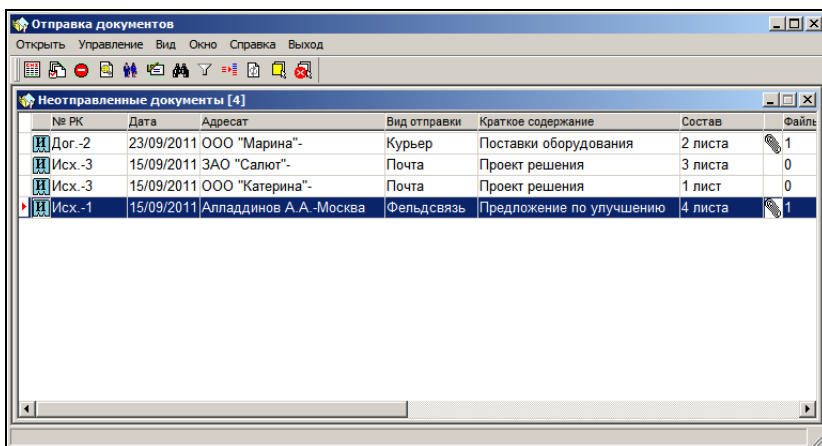 Отправка документов
Открыть Управление Вид Окно Справка Выход
Неотправленные документы [4]
№ РК Дата Адресат Вид отправки Краткое содержание Состав Файлы
И Дог.-2 23/09/2011 ООО "Марина"- Курьер Поставки оборудования 2 листа 1
И Исх.-3 15/09/2011 ЗАО "Салют"- Почта Проект решения 3 листа 0
И Исх.-3 15/09/2011 ООО "Катерина"- Почта Проект решения 1 лист 0
И Исх.-1 15/09/2011 Алладдинов А.А.-Москва Фельдсвязь Предложение по улучшению 4 листа 1